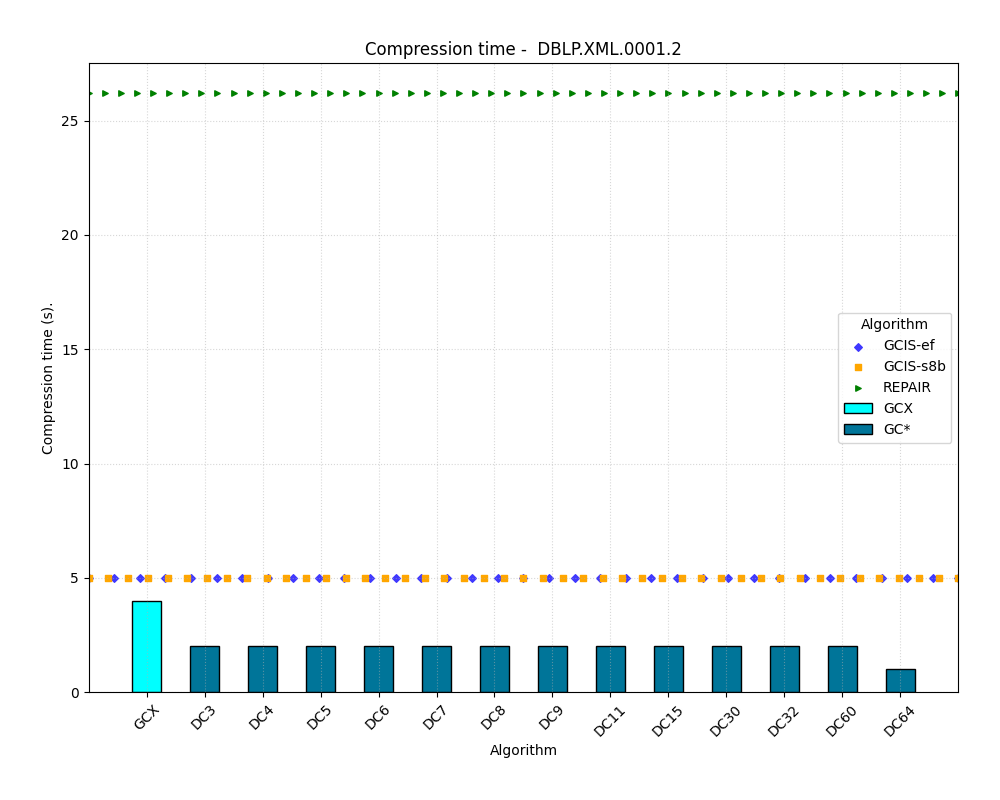 Compression time -  DBLP.XML.0001.2
25
20
15
10
5
0
Compression time (s).
Algorithm
GCIS-ef
GCIS-s8b
REPAIR
GCX
GC*
GCX
DC3
DC4
DC5
DC6
DC7
DC8
DC9
DC11
DC15
DC30
DC32
DC60
DC64
Algorithm